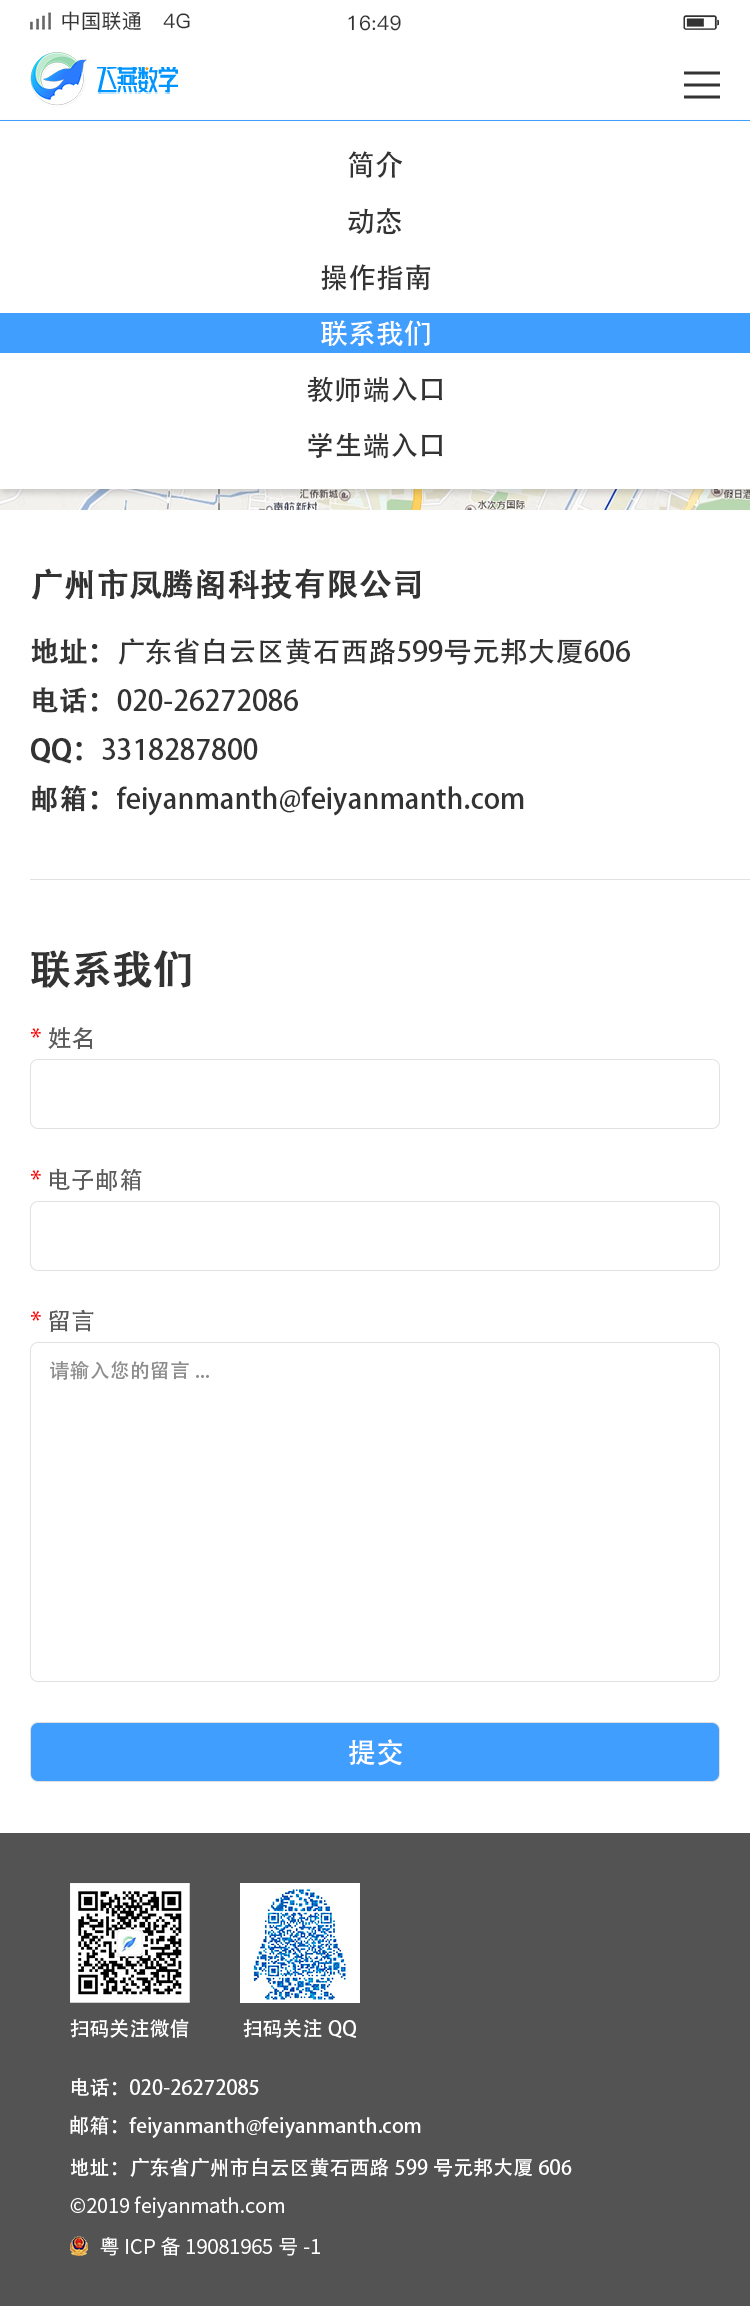 中国联通 4G 16:49
飞燕数学
简介
动态
操作指南
联系我们
教师端入口
学生端入口
汇侨新城
南航新村
水次方国际
广州市凤腾阁科技有限公司
地址：广东省白云区黄石西路599号元邦大厦606
电话：020-26272086
QQ：3318287800
邮箱：feiyanmanth@feiyanmanth.com
联系我们
* 姓名
* 电子邮箱
* 留言
请输入您的留言 ...
提交
扫码关注微信
扫码关注 QQ
电话：020-26272085
邮箱：feiyanmanth@feiyanmanth.com
地址：广东省广州市白云区黄石西路 599 号元邦大厦 606
©2019 feiyanmath.com
粤 ICP 备 19081965 号 -1